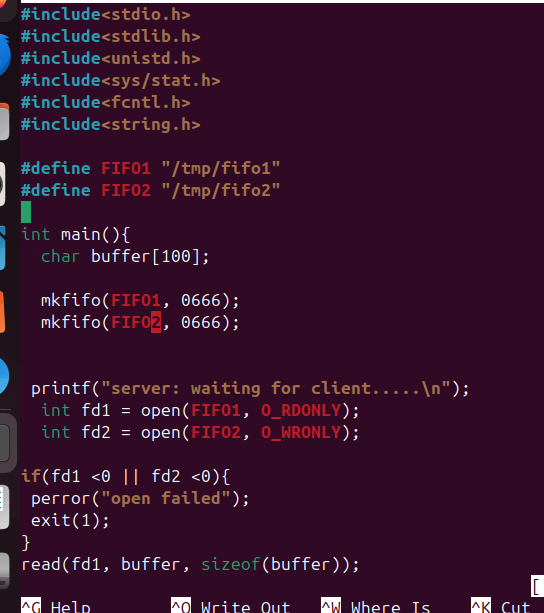 #include<stdio.h>
#include<stdlib.h>
#include<unistd.h>
#include<sys/stat.h>
#include<fcntl.h>
#include<string.h>

#define FIFO1 "/tmp/fifo1"
#define FIFO2 "/tmp/fifo2"

int main(){
  char buffer[100];

  mkfifo(FIFO1, 0666);
  mkfifo(FIFO2, 0666);


 printf("server: waiting for client.....\n");
  int fd1 = open(FIFO1, O_RDONLY);
  int fd2 = open(FIFO2, O_WRONLY);

if(fd1 <0 || fd2 <0){
 perror("open failed");
 exit(1);
}
read(fd1, buffer, sizeof(buffer));
[
^G Help ^O Write Out ^W Where Is ^K Cut